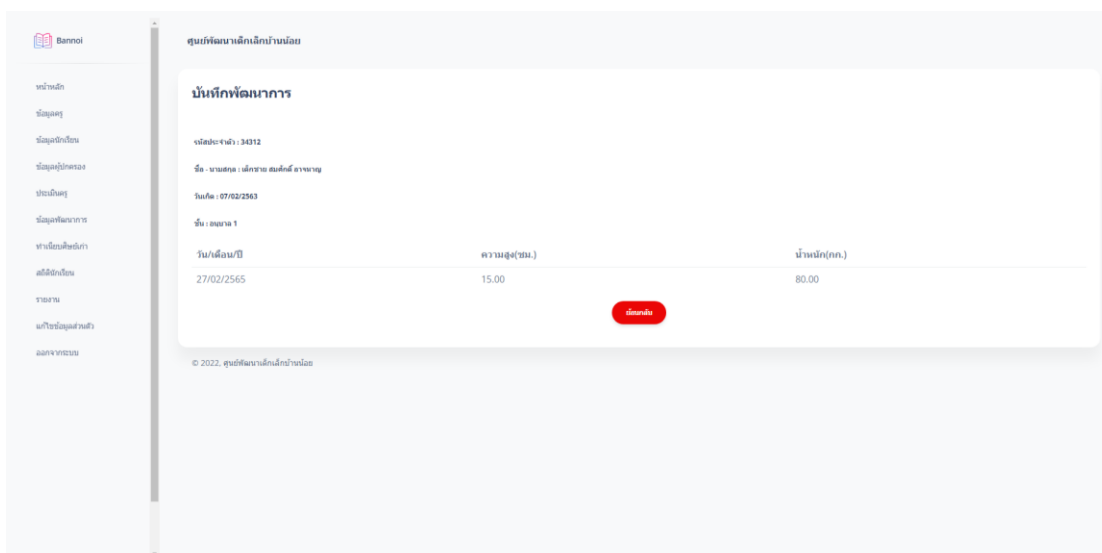 Bannoi
ศูนย์พัฒนาเด็กเล็กบ้านน้อย
หน้าหลัก
ข้อมูลครู
ข้อมูลนักเรียน
ข้อมูลผู้ปกครอง
ประเมินครู
ข้อมูลพัฒนาการ
ทำเนียบศิษย์เก่า
สถิตินักเรียน
รายงาน
แก้ไขข้อมูลส่วนตัว
ออกจากระบบ
บันทึกพัฒนาการ
รหัสประจำตัว : 34312
ชื่อ - นามสกุล : เด็กชาย สมศักดิ์ อาจหาญ
วันเกิด : 07/02/2563
ชั้น : อนุบาล 1
วัน/เดือน/ปี ความสูง(ซม.) น้ำหนัก(กก.)
27/02/2565 15.00 80.00
ย้อนกลับ
© 2022, ศูนย์พัฒนาเด็กเล็กบ้านน้อย